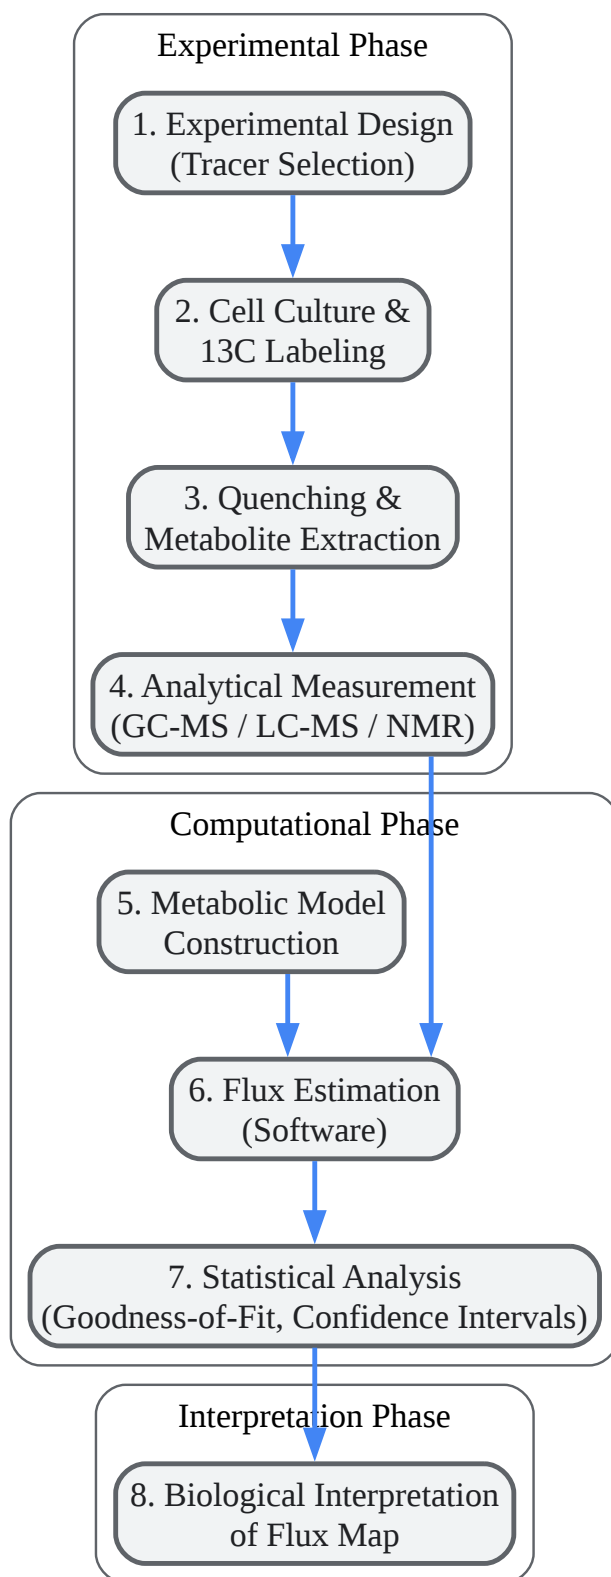 Experimental Phase
1. Experimental Design
(Tracer Selection)
2. Cell Culture &
13C Labeling
3. Quenching &
Metabolite Extraction
4. Analytical Measurement
(GC-MS / LC-MS / NMR)
Computational Phase
5. Metabolic Model
Construction
6. Flux Estimation
(Software)
7. Statistical Analysis
(Goodness-of-Fit, Confidence Intervals)
Interpretation Phase
8. Biological Interpretation
of Flux Map